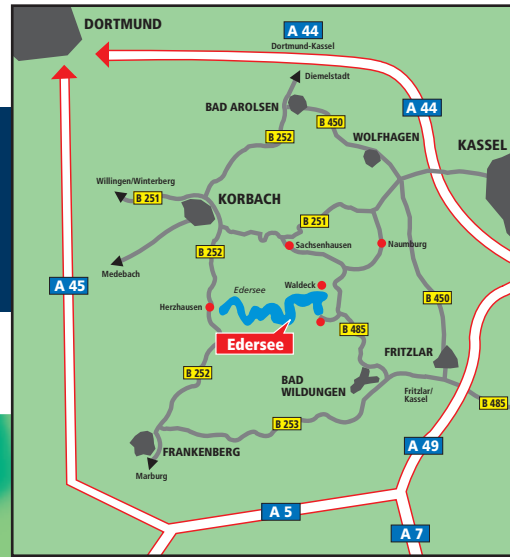 DORTMUND
A 44
Dortmund-Kassel
Diemelstadt
A 44
BAD AROLSEN
B 450
B 252
WOLFHAGEN
KASSEL
Willingen/Winterberg
B 251
KORBACH
B 251
Sachsenhausen
Naumburg
B 252
Medebach
A 45
Edersee
Waldeck
B 450
Herzhausen
B 485
Edersee
FRITZLAR
B 252
BAD
WILDUNGEN
Fritzlar/
Kassel
B 485
B 253
FRANKENBERG
A 49
Marburg
A 5
A 7